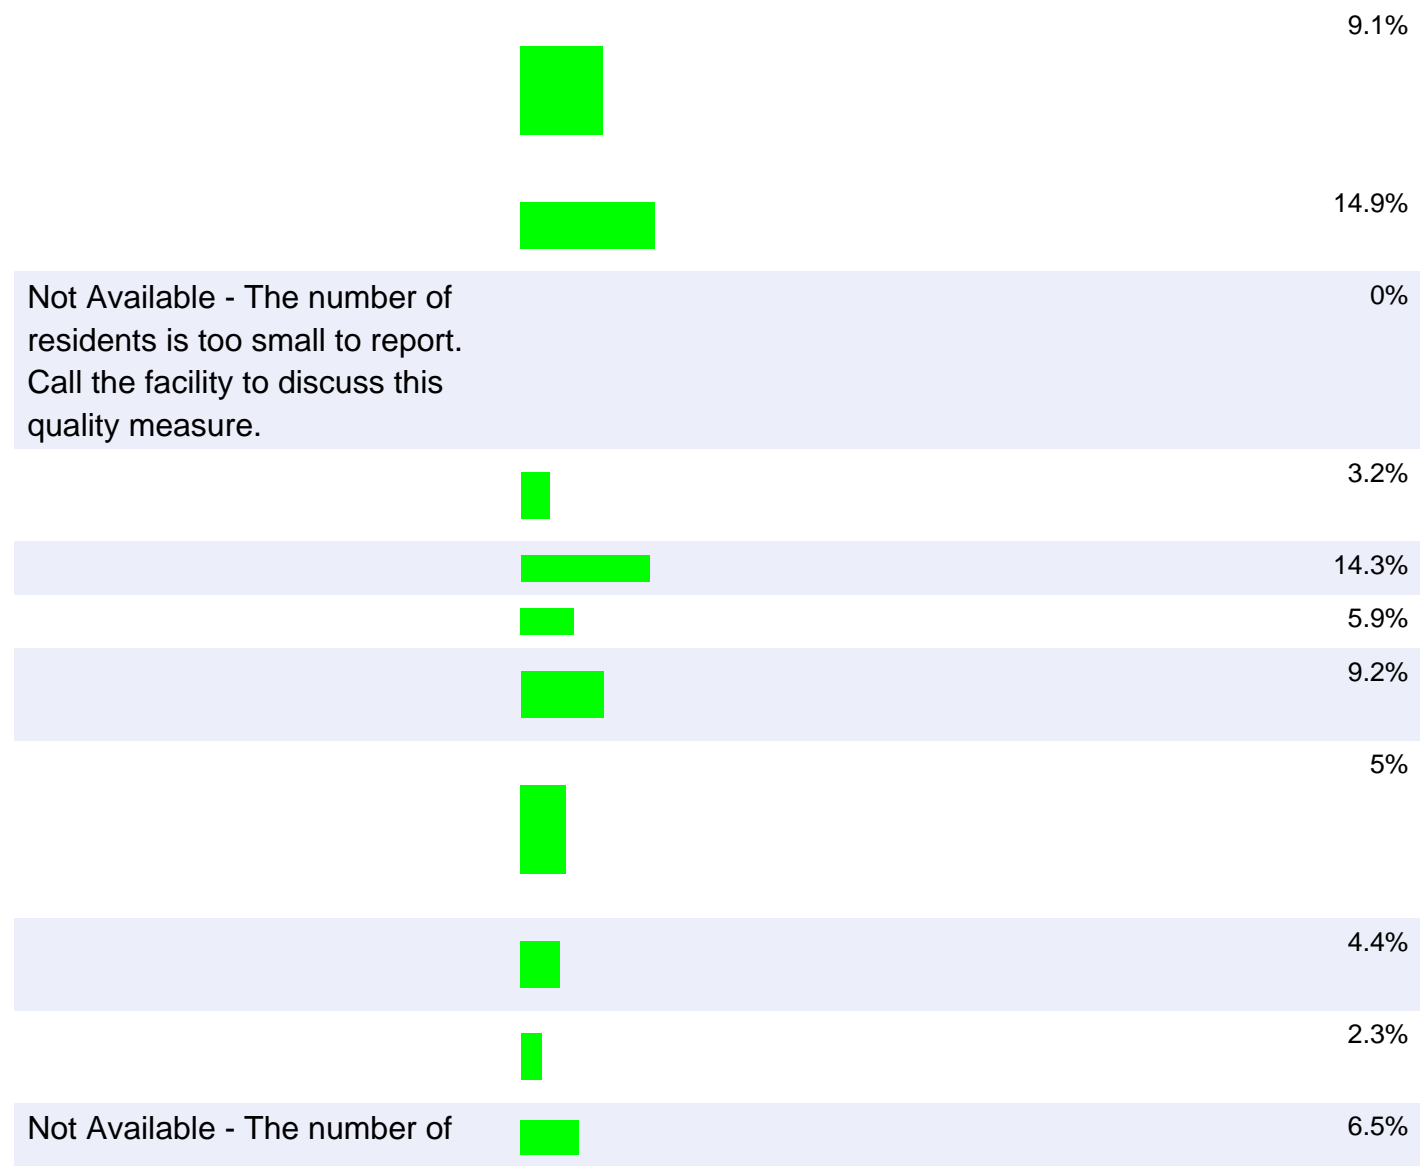 9.1%
14.9%
Not Available - The number of 0%
residents is too small to report.
Call the facility to discuss this
quality measure.
3.2%
14.3%
5.9%
9.2%
5%
4.4%
2.3%
Not Available - The number of 6.5%